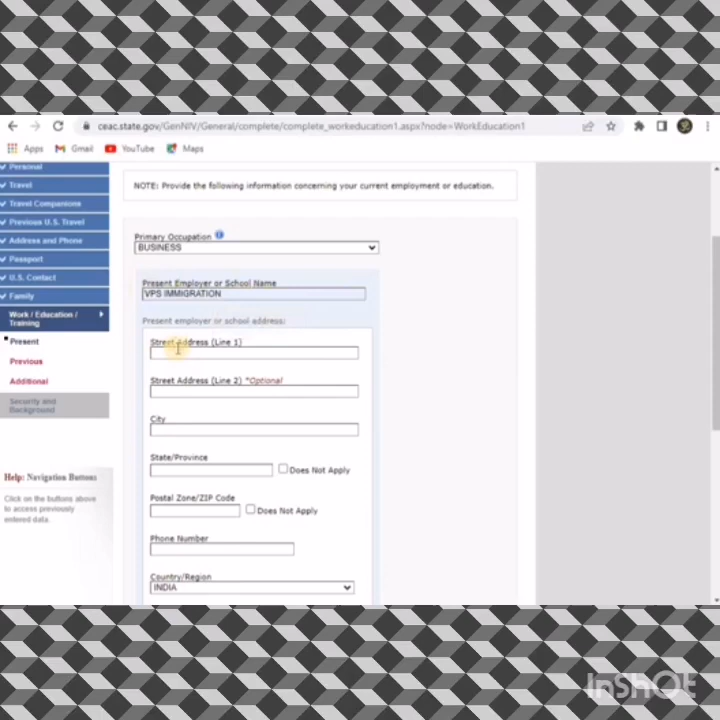 ceac.state.gov/GenNIV/General/complete/complete_workeducation1.aspx?node=WorkEducation1
Apps Gmail YouTube Maps
Personal
Travel
Travel Companions
Previous U.S. Travel
Address and Phone
Passport
U.S. Contact
Family
Work / Education /
Training
Present
Previous
Additional
Security and
Background
Help: Navigation Buttons
Click on the buttons above
to access previously
entered data.
NOTE: Provide the following information concerning your current employment or education.
Primary Occupation
BUSINESS
Present Employer or School Name
VPS IMMIGRATION
Present employer or school address:
Street Address (Line 1)
Street Address (Line 2) *Optional
City
State/Province
Does Not Apply
Postal Zone/ZIP Code
Does Not Apply
Phone Number
Country/Region
INDIA
InShOt